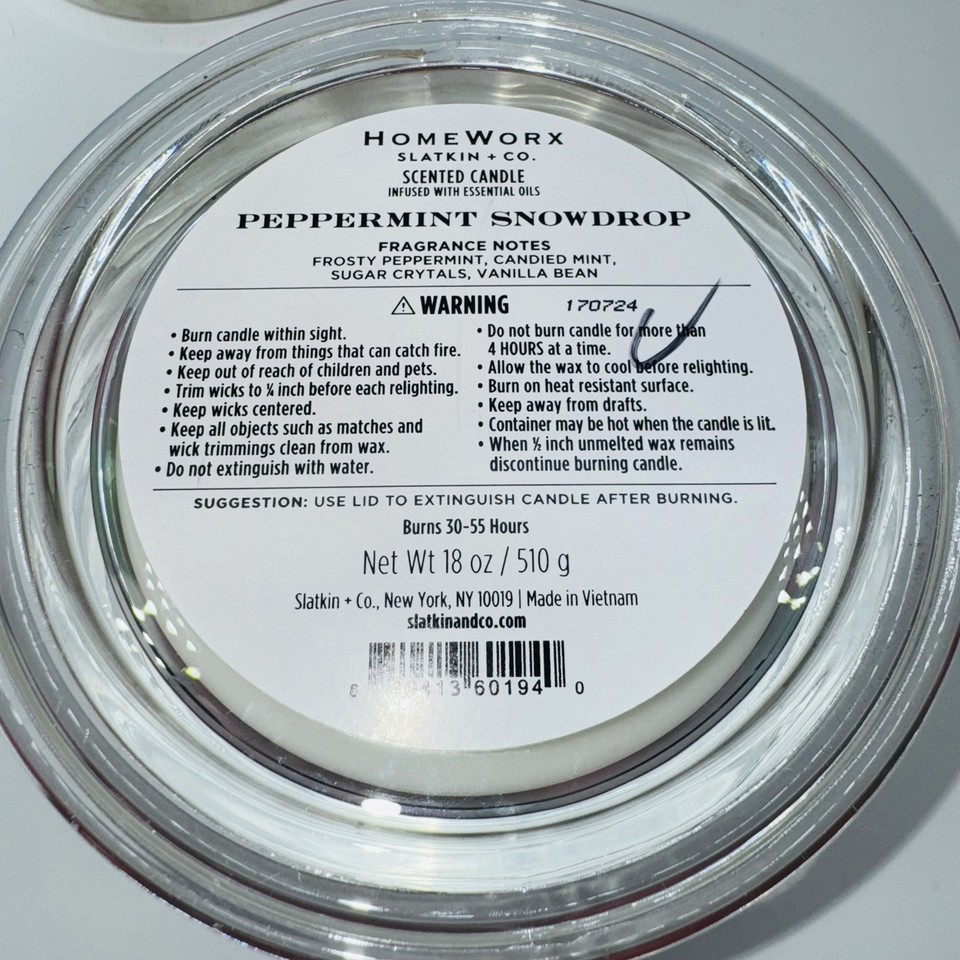 HOMEWORX
SLATKIN + CO.
SCENTED CANDLE
INFUSED WITH ESSENTIAL OILS
PEPPERMINT SNOWDROP
FRAGRANCE NOTES
FROSTY PEPPERMINT, CANDIED MINT,
SUGAR CRYTALS, VANILLA BEAN
⚠ WARNING
170724
• Burn candle within sight.
• Keep away from things that can catch fire.
• Keep out of reach of children and pets.
• Trim wicks to ¼ inch before each relighting.
• Keep wicks centered.
• Keep all objects such as matches and
wick trimmings clean from wax.
• Do not extinguish with water.
• Do not burn candle for more than
4 HOURS at a time.
• Allow the wax to cool before relighting.
• Burn on heat resistant surface.
• Keep away from drafts.
• Container may be hot when the candle is lit.
• When ½ inch unmelted wax remains
discontinue burning candle.
SUGGESTION: USE LID TO EXTINGUISH CANDLE AFTER BURNING.
Burns 30-55 Hours
Net Wt 18 oz / 510 g
Slatkin + Co., New York, NY 10019 | Made in Vietnam
slatkinandco.com
8 60194 0